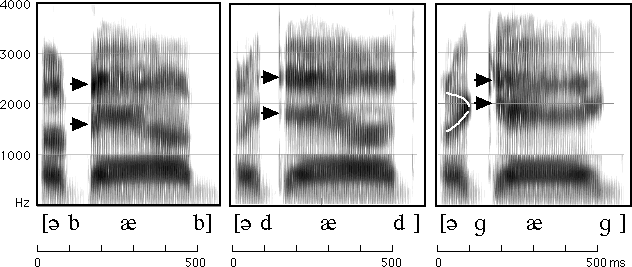 4000
3000
2000
1000
Hz
[ə b æ b]
[ə d æ d ]
[ə ɡ æ ɡ ]
0 500
0 500
0 500 ms